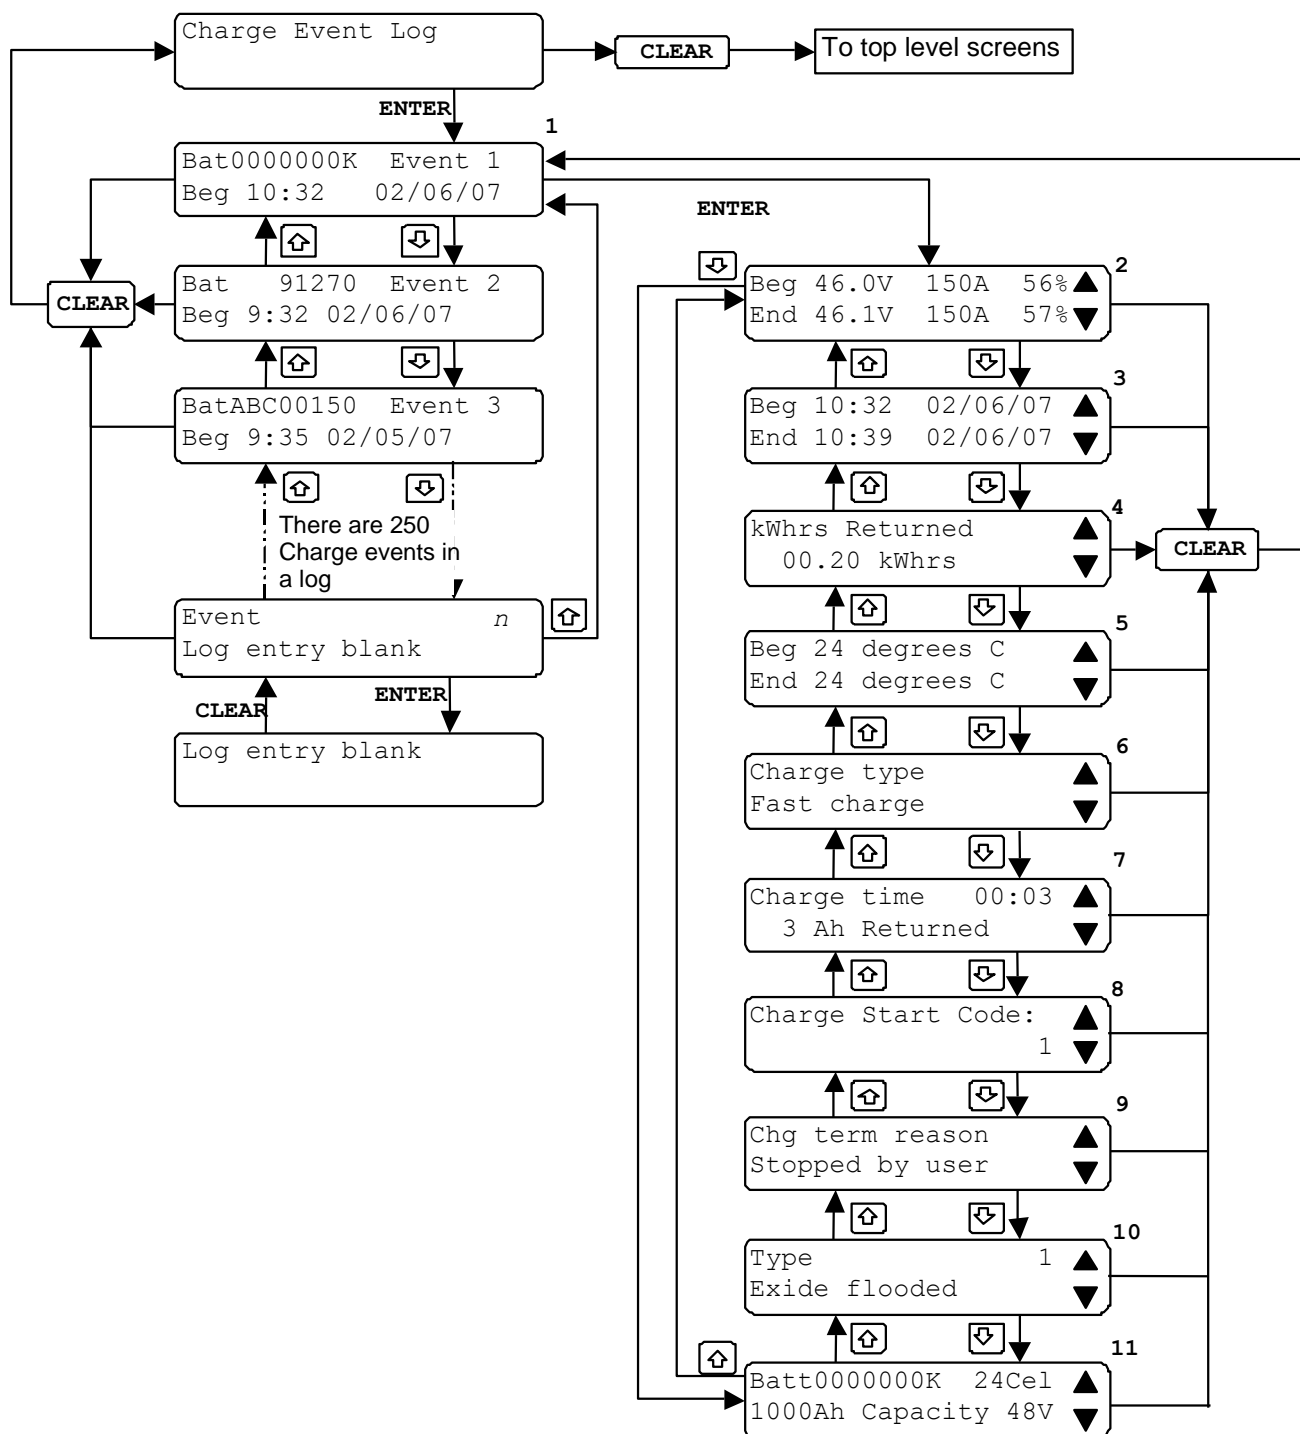 Charge Event Log
CLEAR
To top level screens
ENTER
1
Bat0000000K Event 1
Beg 10:32 02/06/07
ENTER
Bat 91270 Event 2
Beg 9:32 02/06/07
CLEAR
BatABC00150 Event 3
Beg 9:35 02/05/07
There are 250
Charge events in
a log
Event n
Log entry blank
CLEAR
ENTER
Log entry blank
2
Beg 46.0V 150A 56%
End 46.1V 150A 57%
3
Beg 10:32 02/06/07
End 10:39 02/06/07
4
kWhrs Returned
00.20 kWhrs
CLEAR
5
Beg 24 degrees C
End 24 degrees C
6
Charge type
Fast charge
7
Charge time 00:03
3 Ah Returned
8
Charge Start Code:
1
9
Chg term reason
Stopped by user
10
Type 1
Exide flooded
11
Batt0000000K 24Cel
1000Ah Capacity 48V